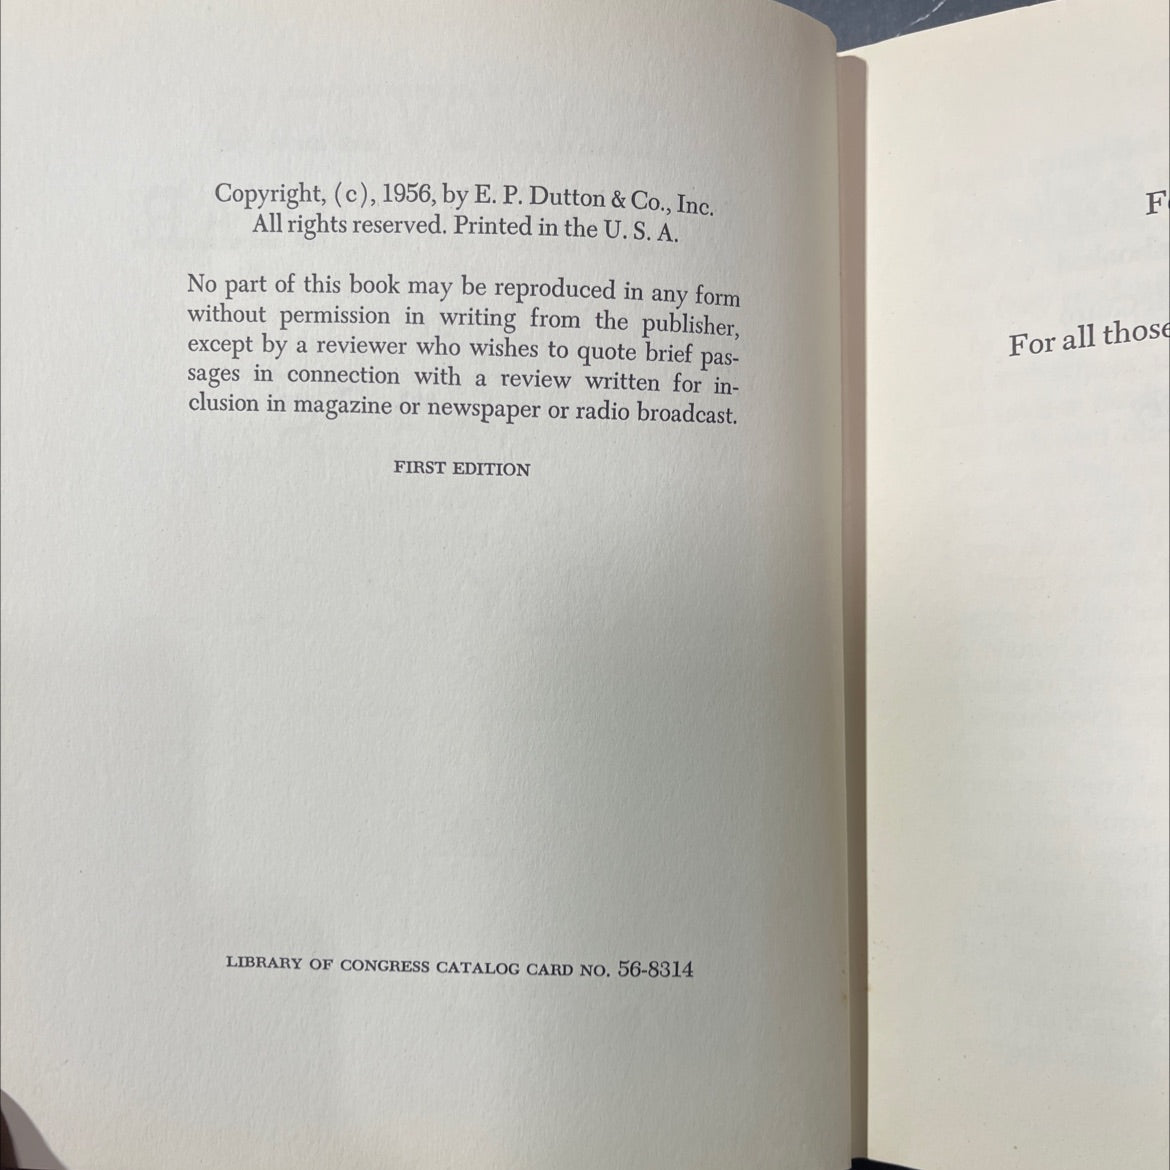 Copyright, (c), 1956, by E. P. Dutton & Co., Inc.
All rights reserved. Printed in the U. S. A.
No part of this book may be reproduced in any form
without permission in writing from the publisher,
except by a reviewer who wishes to quote brief pas-
sages in connection with a review written for in-
clusion in magazine or newspaper or radio broadcast.
FIRST EDITION
LIBRARY OF CONGRESS CATALOG CARD NO. 56-8314
For all those